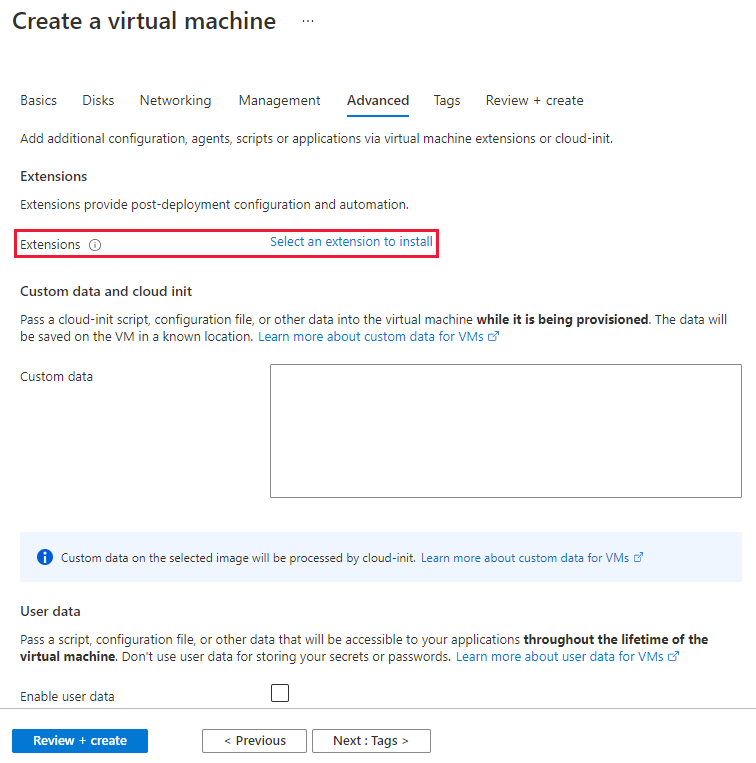 Create a virtual machine ...
Basics Disks Networking Management Advanced Tags Review + create
Add additional configuration, agents, scripts or applications via virtual machine extensions or cloud-init.
Extensions
Extensions provide post-deployment configuration and automation.
Extensions Select an extension to install
Custom data and cloud init
Pass a cloud-init script, configuration file, or other data into the virtual machine while it is being provisioned. The data will
be saved on the VM in a known location. Learn more about custom data for VMs
Custom data
Custom data on the selected image will be processed by cloud-init. Learn more about custom data for VMs
User data
Pass a script, configuration file, or other data that will be accessible to your applications throughout the lifetime of the
virtual machine. Don't use user data for storing your secrets or passwords. Learn more about user data for VMs
Enable user data
Review + create < Previous Next : Tags >